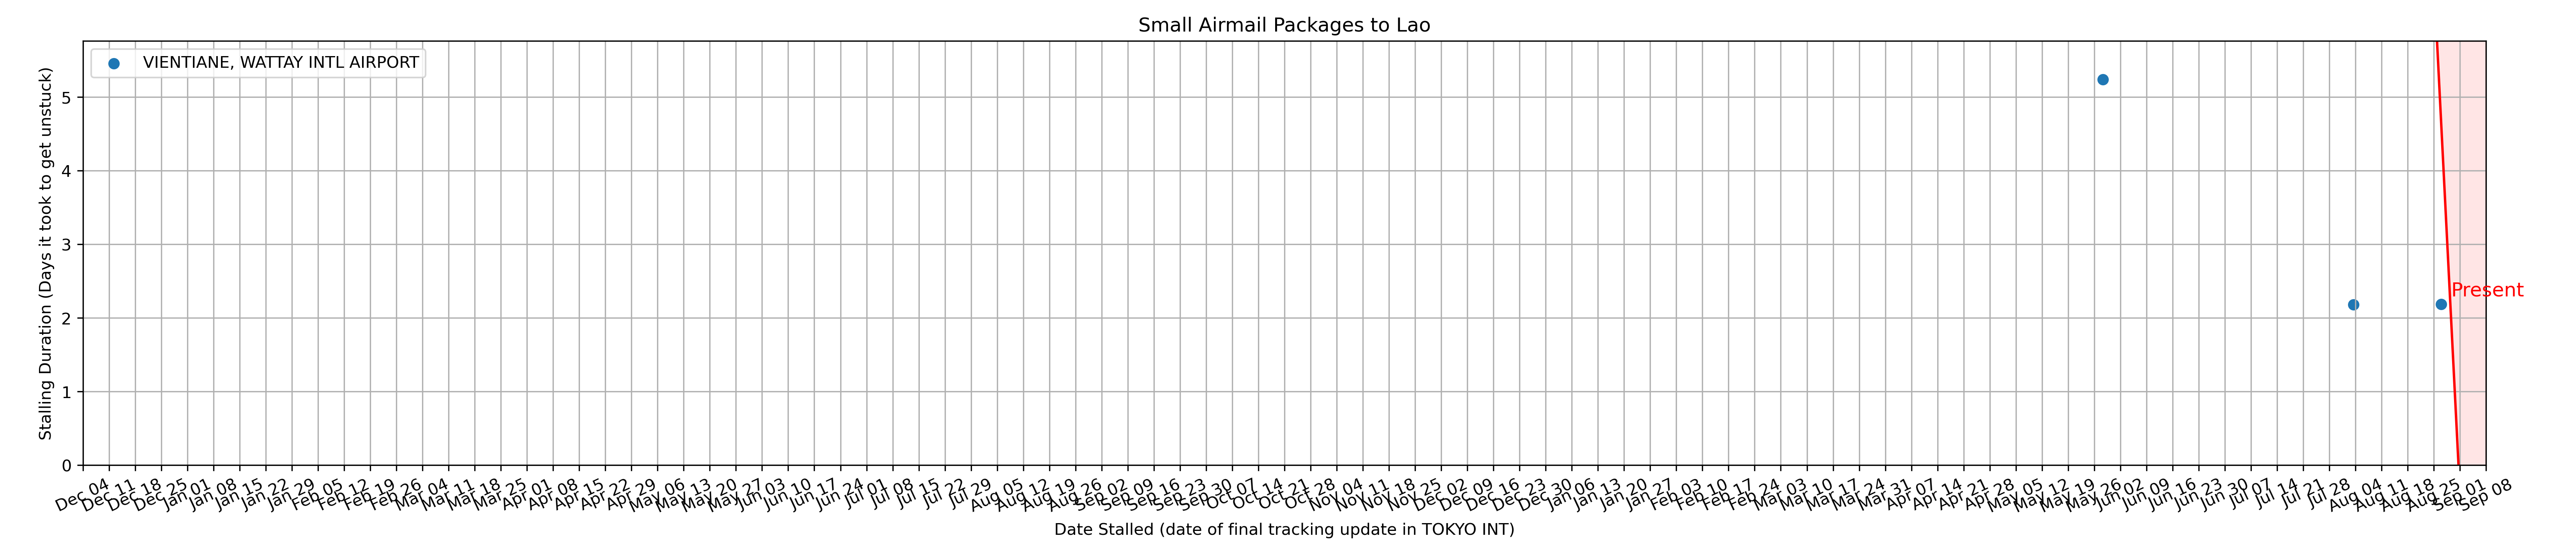 Small Airmail Packages to Lao
VIENTIANE, WATTAY INTL AIRPORT
Stalling Duration (Days it took to get unstuck)
5
4
3
2
1
0
Present
Dec 04 Dec 11 Dec 18 Dec 25 Jan 01 Jan 08 Jan 15 Jan 22 Jan 29 Feb 05 Feb 12 Feb 19 Feb 26 Mar 04 Mar 11 Mar 18 Mar 25 Apr 01 Apr 08 Apr 15 Apr 22 Apr 29 May 06 May 13 May 20 May 27 Jun 03 Jun 10 Jun 17 Jun 24 Jul 01 Jul 08 Jul 15 Jul 22 Jul 29 Aug 05 Aug 12 Aug 19 Aug 26 Sep 02 Sep 09 Sep 16 Sep 23 Sep 30 Oct 07 Oct 14 Oct 21 Oct 28 Nov 04 Nov 11 Nov 18 Nov 25 Dec 02 Dec 09 Dec 16 Dec 23 Dec 30 Jan 06 Jan 13 Jan 20 Jan 27 Feb 03 Feb 10 Feb 17 Feb 24 Mar 03 Mar 10 Mar 17 Mar 24 Mar 31 Apr 07 Apr 14 Apr 21 Apr 28 May 05 May 12 May 19 May 26 Jun 02 Jun 09 Jun 16 Jun 23 Jun 30 Jul 07 Jul 14 Jul 21 Jul 28 Aug 04 Aug 11 Aug 18 Aug 25 Sep 01 Sep 08
Date Stalled (date of final tracking update in TOKYO INT)